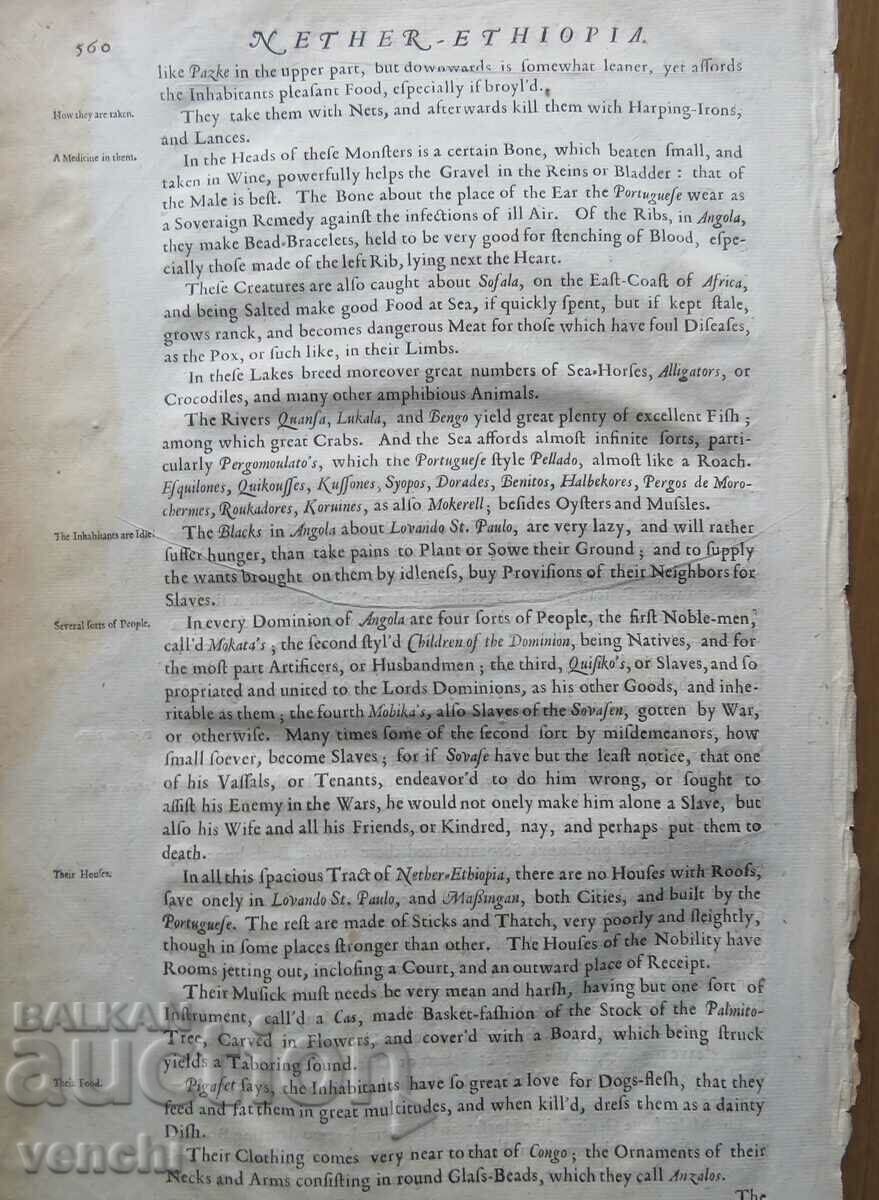 560
NETHER-ETHIOPIA.
like Pazke in the upper part, but downwards is ſomewhat leaner, yet affords
the Inhabitants pleaſant Food, eſpecially if broyl'd.
How they are taken.
They take them with Nets, and afterwards kill them with Harping-Irons,
and Lances.
A Medicine in them.
In the Heads of theſe Monſters is a certain Bone, which beaten ſmall, and
taken in Wine, powerfully helps the Gravel in the Reins or Bladder: that of
the Male is beſt. The Bone about the place of the Ear the Portugueſe wear as
a Soveraign Remedy againſt the infections of ill Air. Of the Ribs, in Angola,
they make Bead-Bracelets, held to be very good for ſtenching of Blood, eſpe-
cially thoſe made of the left Rib, lying next the Heart.
Theſe Creatures are alſo caught about Sofala, on the Eaſt-Coaſt of Africa,
and being Salted make good Food at Sea, if quickly ſpent, but if kept ſtale,
grows ranck, and becomes dangerous Meat for thoſe which have foul Diſeaſes,
as the Pox, or ſuch like, in their Limbs.
In theſe Lakes breed moreover great numbers of Sea-Horſes, Alligators, or
Crocodiles, and many other amphibious Animals.
The Rivers Quanſa, Lukala, and Bengo yield great plenty of excellent Fiſh;
among which great Crabs. And the Sea affords almoſt infinite ſorts, parti-
cularly Pergomoulato's, which the Portugueſe ſtyle Pellado, almoſt like a Roach.
Eſquilones, Quikouſſes, Kuſſones, Syopos, Dorades, Benitos, Halbekores, Pergos de Moro-
chermes, Roukadores, Koruines, as alſo Mokerell; beſides Oyſters and Muſsles.
The Inhabitants are Idle.
The Blacks in Angola about Lovando St. Paulo, are very lazy, and will rather
ſuffer hunger, than take pains to Plant or Sowe their Ground; and to ſupply
the wants brought on them by idleneſs, buy Proviſions of their Neighbors for
Slaves.
Several ſorts of People.
In every Dominion of Angola are four ſorts of People, the firſt Noble-men,
call'd Mokata's; the ſecond ſtyl'd Children of the Dominion, being Natives, and for
the moſt part Artificers, or Husbandmen; the third, Quiſiko's, or Slaves, and ſo
propriated and united to the Lords Dominions, as his other Goods, and inhe-
ritable as them; the fourth Mobika's, alſo Slaves of the Sovaſen, gotten by War,
or otherwiſe. Many times ſome of the ſecond ſort by miſdemeanors, how
ſmall ſoever, become Slaves; for if Sovaſe have but the leaſt notice, that one
of his Vaſſals, or Tenants, endeavor'd to do him wrong, or ſought to
aſſiſt his Enemy in the Wars, he would not onely make him alone a Slave, but
alſo his Wife and all his Friends, or Kindred, nay, and perhaps put them to
death.
Their Houſes.
In all this ſpacious Tract of Nether-Ethiopia, there are no Houſes with Roofs,
ſave onely in Lovando St. Paulo, and Maßingan, both Cities, and built by the
Portugueſe. The reſt are made of Sticks and Thatch, very poorly and ſleightly,
though in ſome places ſtronger than other. The Houſes of the Nobility have
Rooms jetting out, incloſing a Court, and an outward place of Receipt.
Their Muſick muſt needs be very mean and harſh, having but one ſort of
Inſtrument, call'd a Cas, made Basket-faſhion of the Stock of the Palmito-
Tree, Carved in Flowers, and cover'd with a Board, which being ſtruck
yields a Taboring ſound.
Their Food.
Pigafet ſays, the Inhabitants have ſo great a love for Dogs-fleſh, that they
feed and fat them in great multitudes, and when kill'd, dreſs them as a dainty
Diſh.
Their Clothing comes very near to that of Congo; the Ornaments of their
Necks and Arms conſiſting in round Glaſs-Beads, which they call Anzalos.
The
BALKAN
auction
venchi